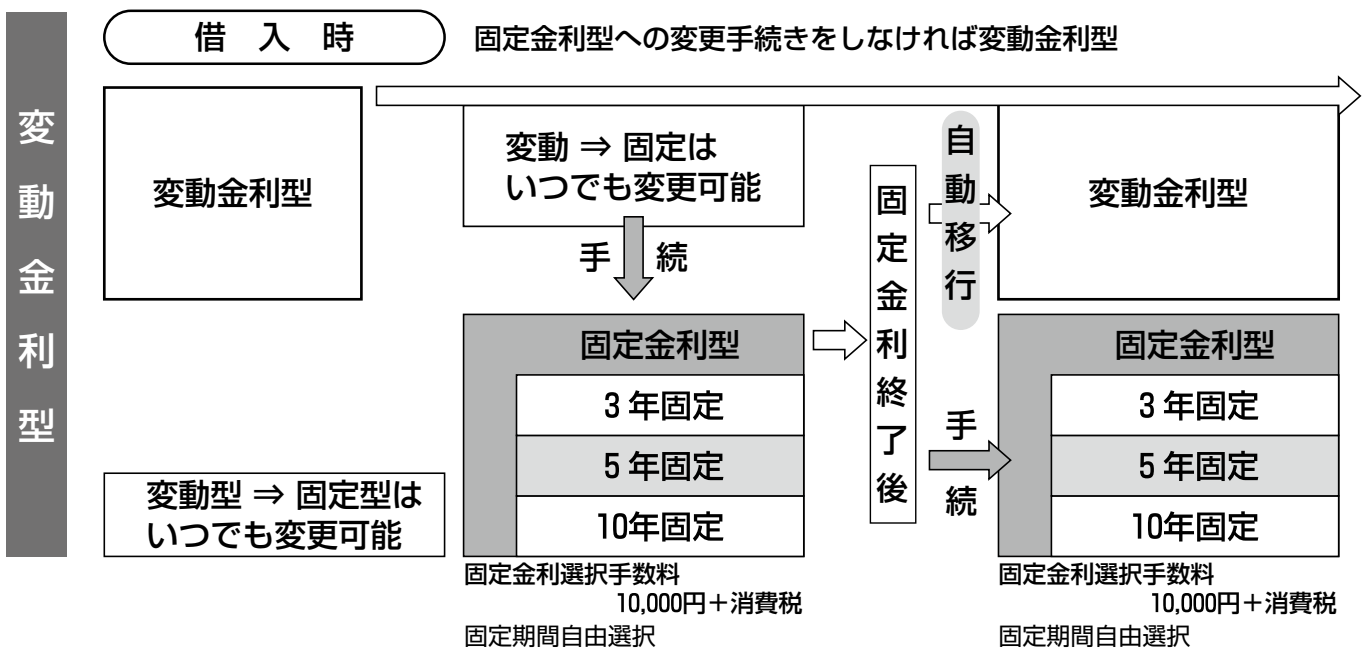 変動金利型
借入時
固定金利型への変更手続きをしなければ変動金利型
変動金利型
変動 ⇒ 固定は
いつでも変更可能
手続
固定金利型
3年固定
5年固定
10年固定
固定金利選択手数料
10,000円＋消費税
固定期間自由選択
変動型 ⇒ 固定型は
いつでも変更可能
固定金利終了後
自動移行
変動金利型
手続
固定金利型
3年固定
5年固定
10年固定
固定金利選択手数料
10,000円＋消費税
固定期間自由選択